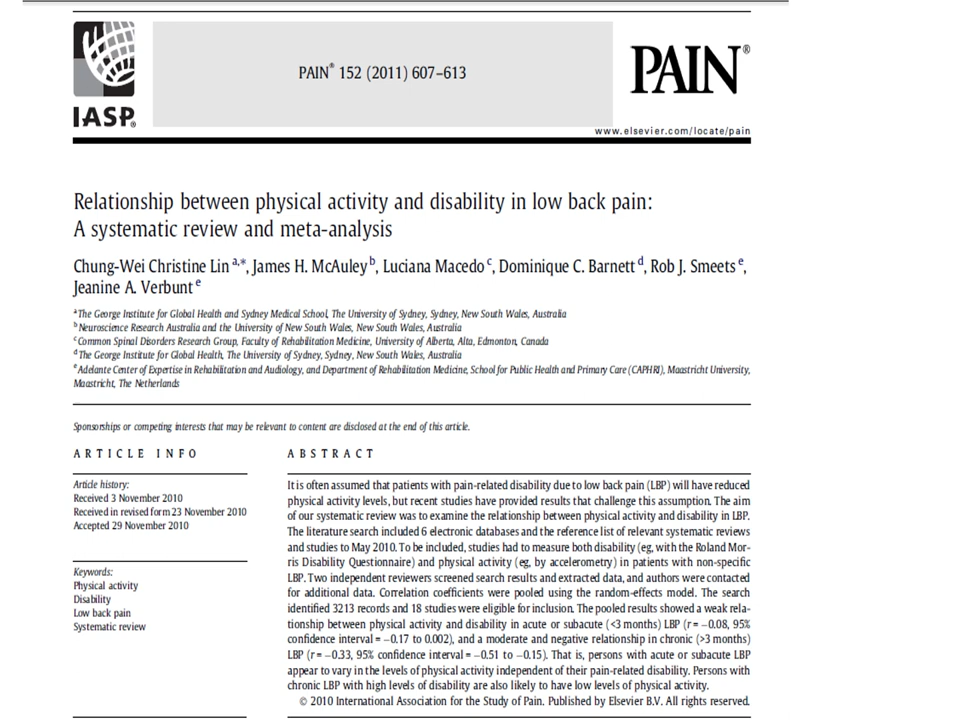 IASP®
PAIN® 152 (2011) 607–613
PAIN®
www.elsevier.com/locate/pain
Relationship between physical activity and disability in low back pain:
A systematic review and meta-analysis
Chung-Wei Christine Lin a,*, James H. McAuley b, Luciana Macedo c, Dominique C. Barnett d, Rob J. Smeets e,
Jeanine A. Verbunt e
a The George Institute for Global Health and Sydney Medical School, The University of Sydney, Sydney, New South Wales, Australia
b Neuroscience Research Australia and the University of New South Wales, New South Wales, Australia
c Common Spinal Disorders Research Group, Faculty of Rehabilitation Medicine, University of Alberta, Alta, Edmonton, Canada
d The George Institute for Global Health, The University of Sydney, Sydney, New South Wales, Australia
e Adelante Center of Expertise in Rehabilitation and Audiology, and Department of Rehabilitation Medicine, School for Public Health and Primary Care (CAPHRI), Maastricht University,
Maastricht, The Netherlands
Sponsorships or competing interests that may be relevant to content are disclosed at the end of this article.
ARTICLE INFO
Article history:
Received 3 November 2010
Received in revised form 23 November 2010
Accepted 29 November 2010
Keywords:
Physical activity
Disability
Low back pain
Systematic review
ABSTRACT
It is often assumed that patients with pain-related disability due to low back pain (LBP) will have reduced
physical activity levels, but recent studies have provided results that challenge this assumption. The aim
of our systematic review was to examine the relationship between physical activity and disability in LBP.
The literature search included 6 electronic databases and the reference list of relevant systematic reviews
and studies to May 2010. To be included, studies had to measure both disability (eg, with the Roland Mor-
ris Disability Questionnaire) and physical activity (eg, by accelerometry) in patients with non-specific
LBP. Two independent reviewers screened search results and extracted data, and authors were contacted
for additional data. Correlation coefficients were pooled using the random-effects model. The search
identified 3213 records and 18 studies were eligible for inclusion. The pooled results showed a weak rela-
tionship between physical activity and disability in acute or subacute (<3 months) LBP (r = −0.08, 95%
confidence interval = −0.17 to 0.002), and a moderate and negative relationship in chronic (>3 months)
LBP (r = −0.33, 95% confidence interval = −0.51 to −0.15). That is, persons with acute or subacute LBP
appear to vary in the levels of physical activity independent of their pain-related disability. Persons with
chronic LBP with high levels of disability are also likely to have low levels of physical activity.
© 2010 International Association for the Study of Pain. Published by Elsevier B.V. All rights reserved.